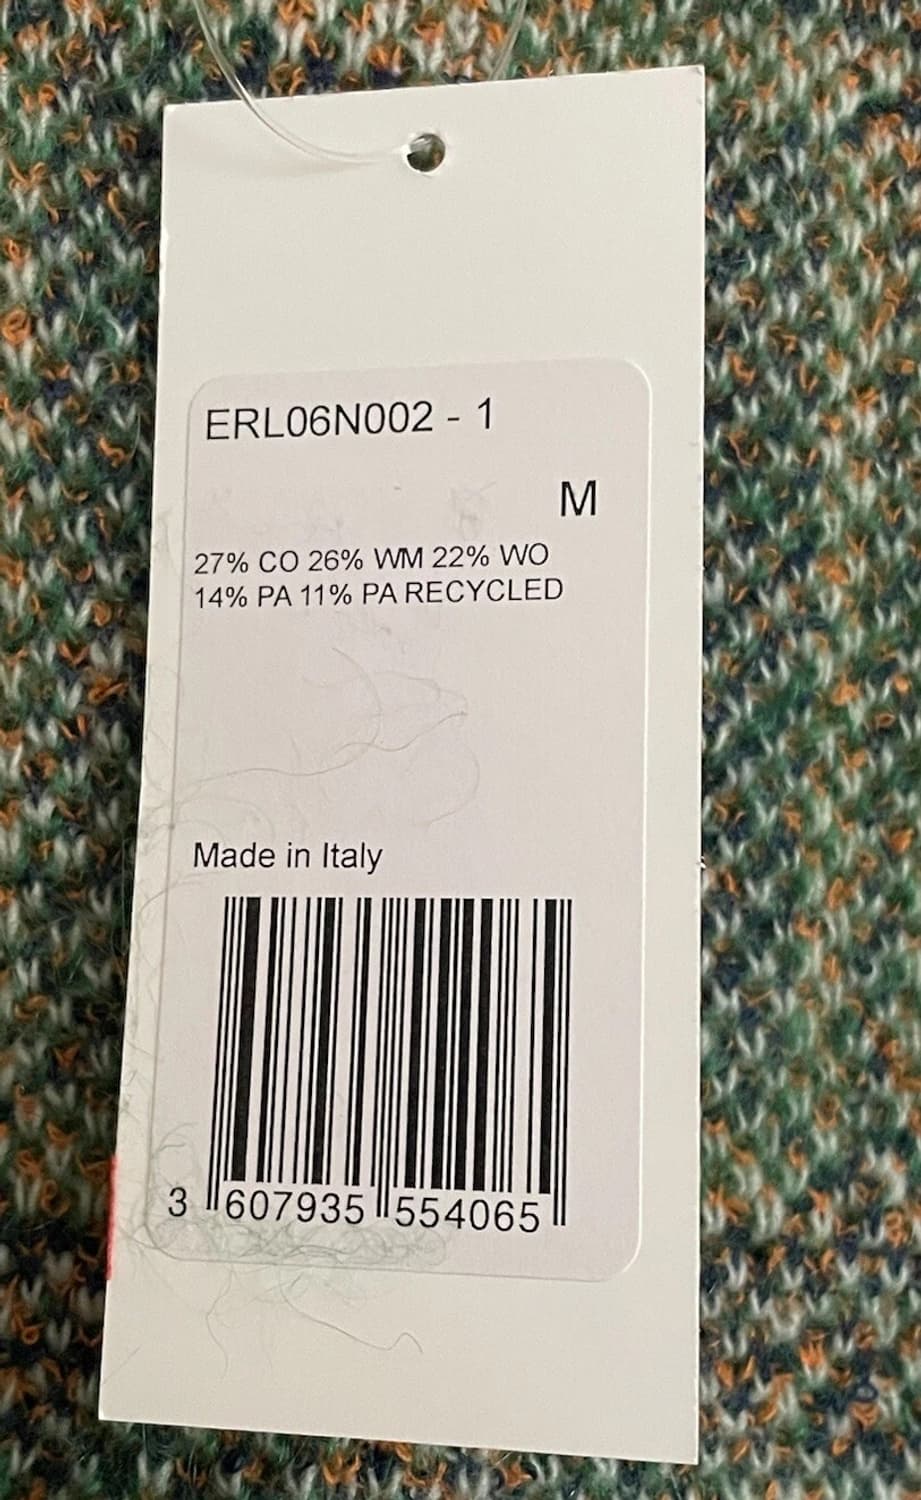 ERL06N002 - 1
M
27% CO 26% WM 22% WO
14% PA 11% PA RECYCLED
Made in Italy
3 607935 554065